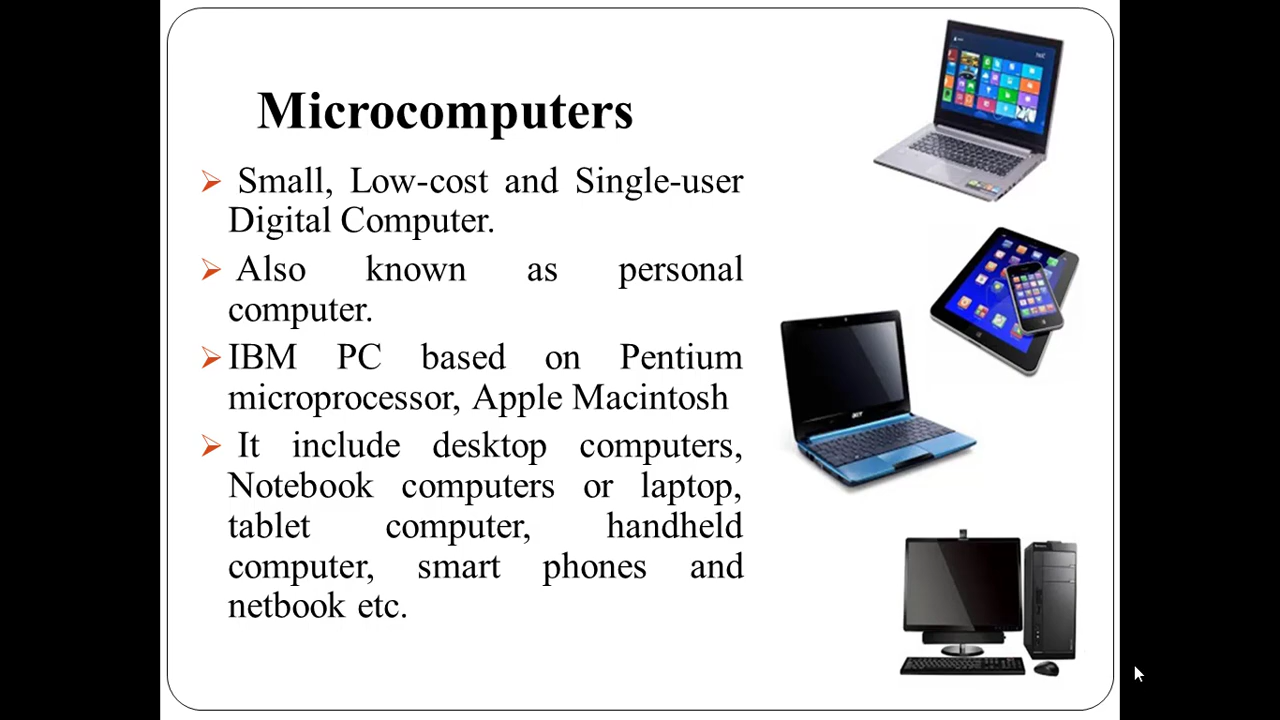 Microcomputers
Small, Low-cost and Single-user
Digital Computer.
Also known as personal
computer.
IBM PC based on Pentium
microprocessor, Apple Macintosh
It include desktop computers,
Notebook computers or laptop,
tablet computer, handheld
computer, smart phones and
netbook etc.
acer